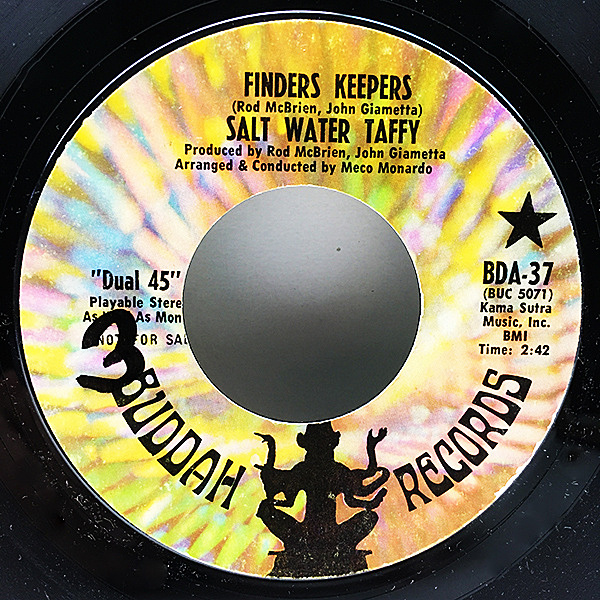 FINDERS KEEPERS
(Rod McBrien, John Giametta)
SALT WATER TAFFY
Produced by Rod McBrien, John Giametta
Arranged & Conducted by Meco Monardo
"Dual 45"
Playable
As As Mon
NOT FOR
BDA-37
(BUC 5071)
Kama Sutra
Music, Inc.
BMI
Time: 2:42
BUDDAH RECORDS